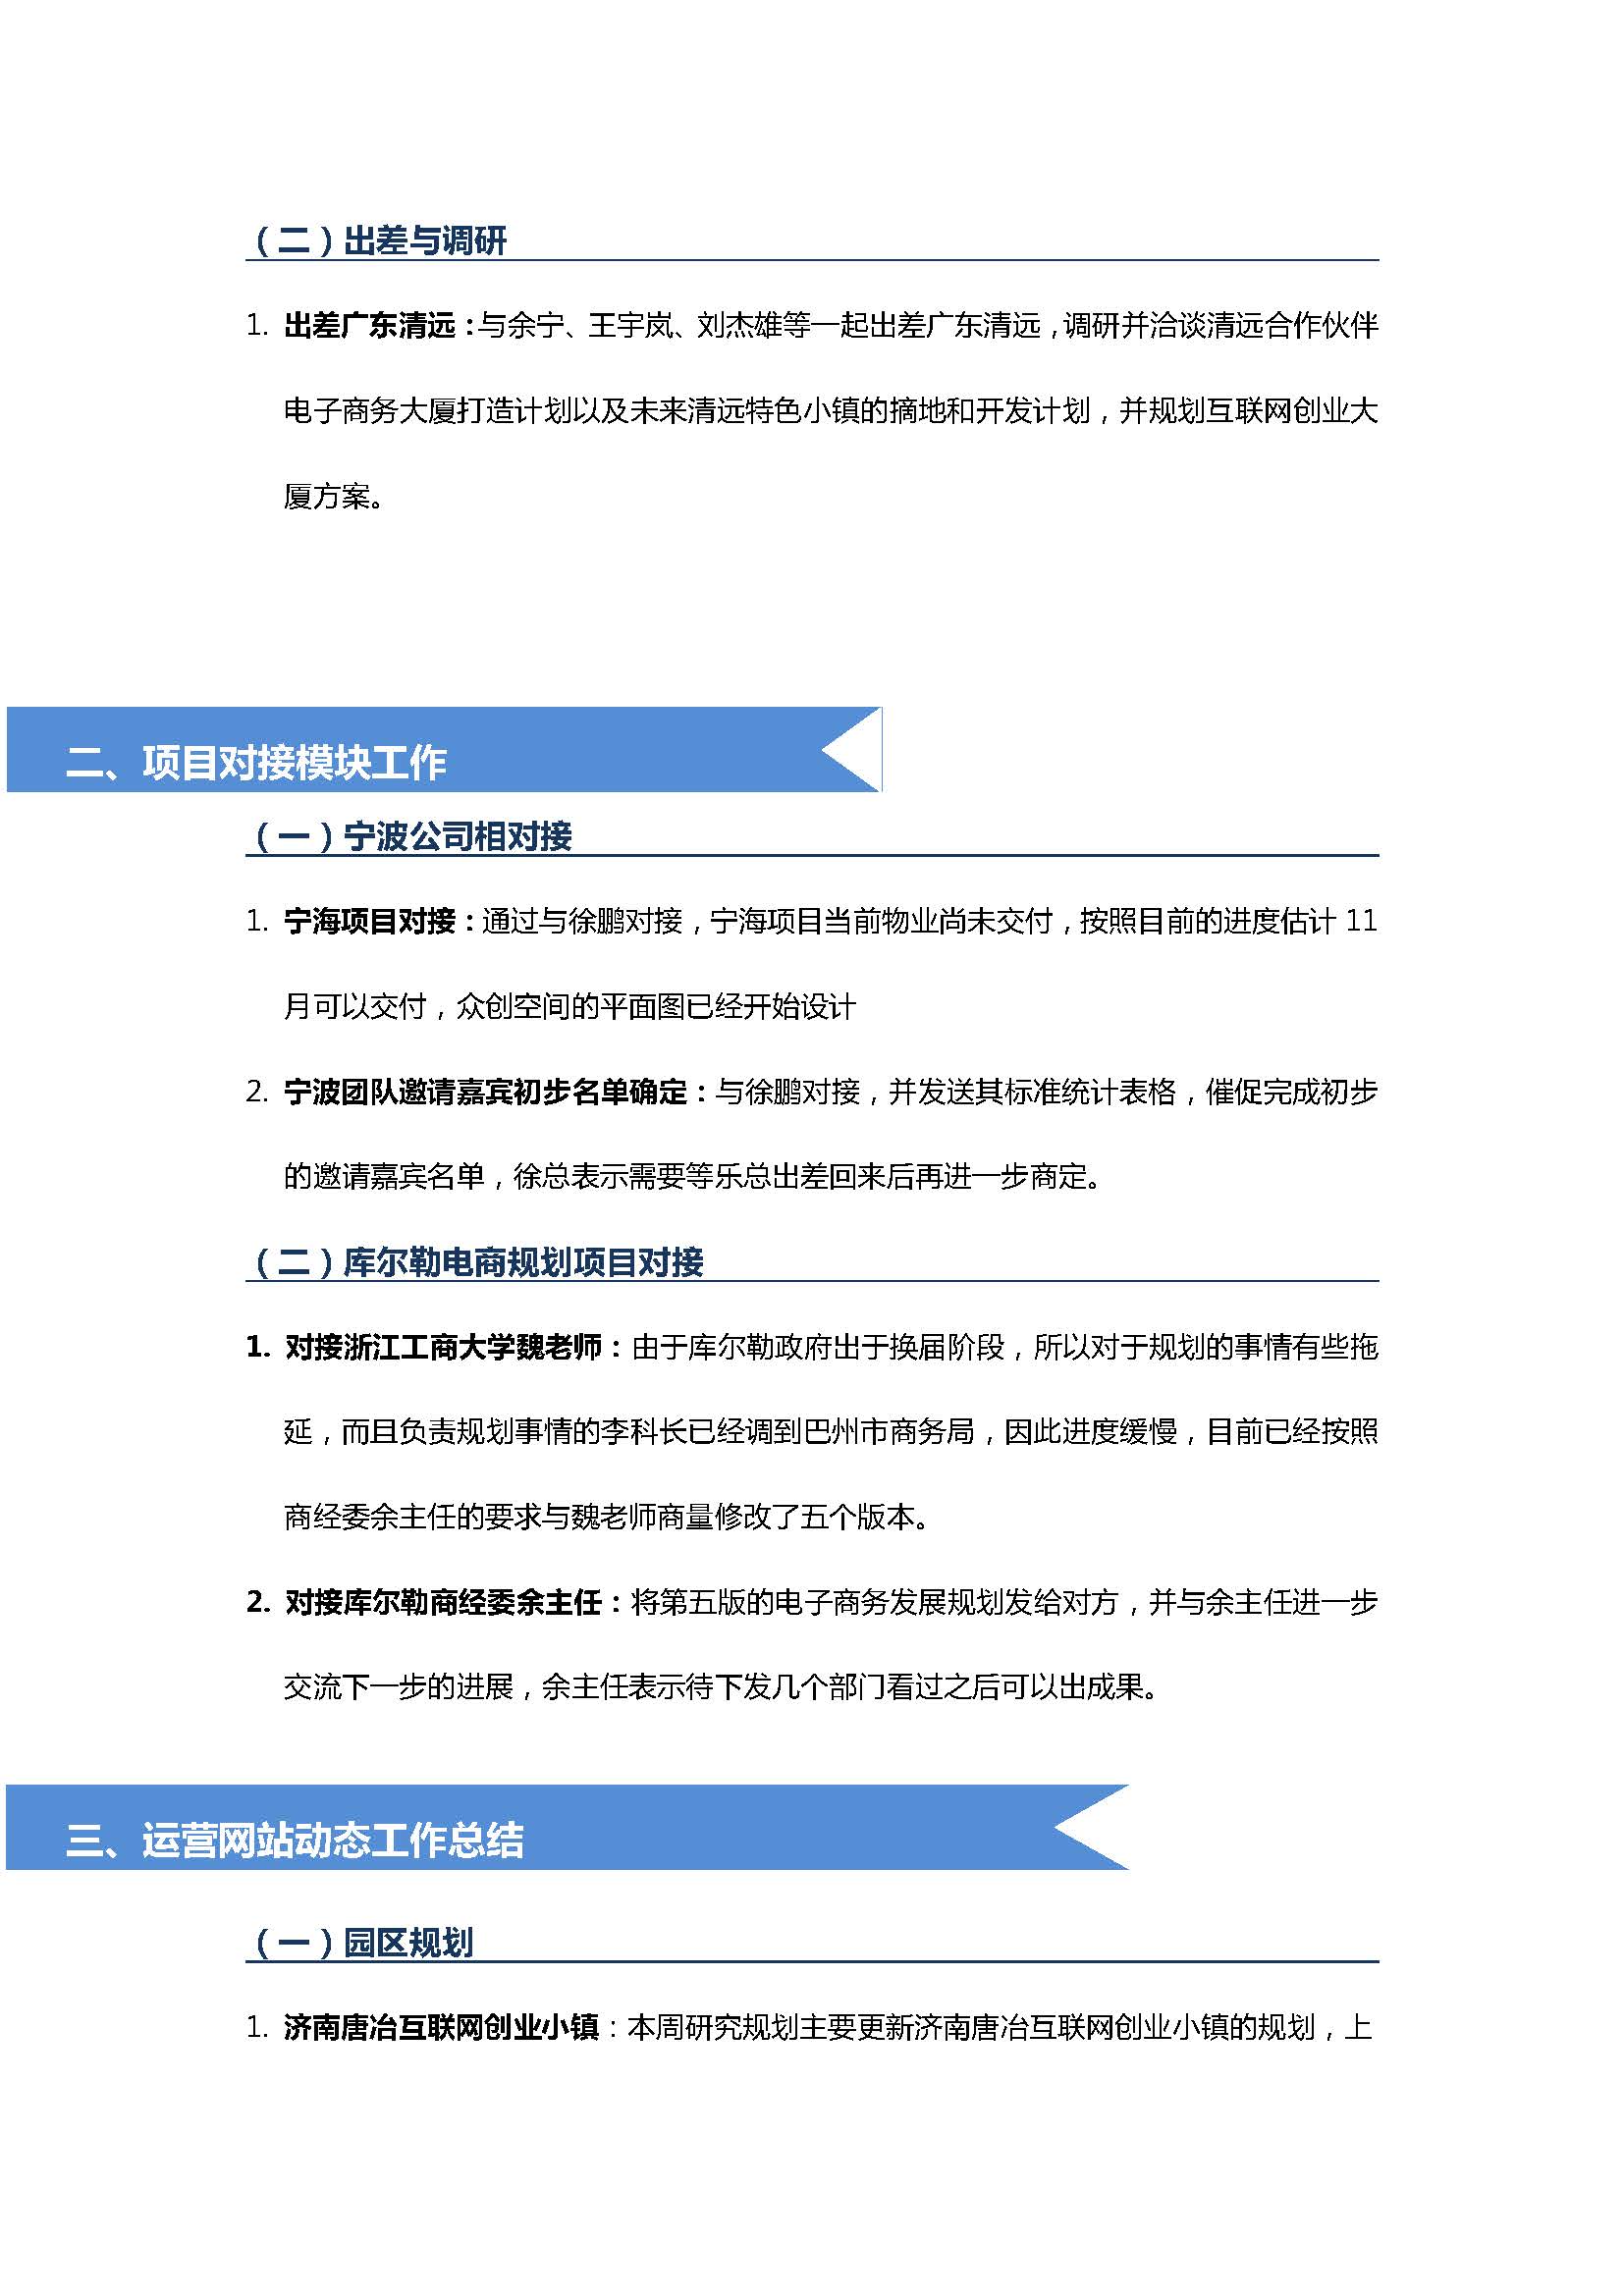 （二）出差与调研
1. 出差广东清远：与余宁、王宇岚、刘杰雄等一起出差广东清远，调研并洽谈清远合作伙伴
电子商务大厦打造计划以及未来清远特色小镇的摘地和开发计划，并规划互联网创业大
厦方案。
二、项目对接模块工作
（一）宁波公司相对接
1. 宁海项目对接：通过与徐鹏对接，宁海项目当前物业尚未交付，按照目前的进度估计 11
月可以交付，众创空间的平面图已经开始设计
2. 宁波团队邀请嘉宾初步名单确定：与徐鹏对接，并发送其标准统计表格，催促完成初步
的邀请嘉宾名单，徐总表示需要等乐总出差回来后再进一步商定。
（二）库尔勒电商规划项目对接
1. 对接浙江工商大学魏老师：由于库尔勒政府出于换届阶段，所以对于规划的事情有些拖
延，而且负责规划事情的李科长已经调到巴州市商务局，因此进度缓慢，目前已经按照
商经委余主任的要求与魏老师商量修改了五个版本。
2. 对接库尔勒商经委余主任：将第五版的电子商务发展规划发给对方，并与余主任进一步
交流下一步的进展，余主任表示待下发几个部门看过之后可以出成果。
三、运营网站动态工作总结
（一）园区规划
1. 济南唐冶互联网创业小镇：本周研究规划主要更新济南唐冶互联网创业小镇的规划，上